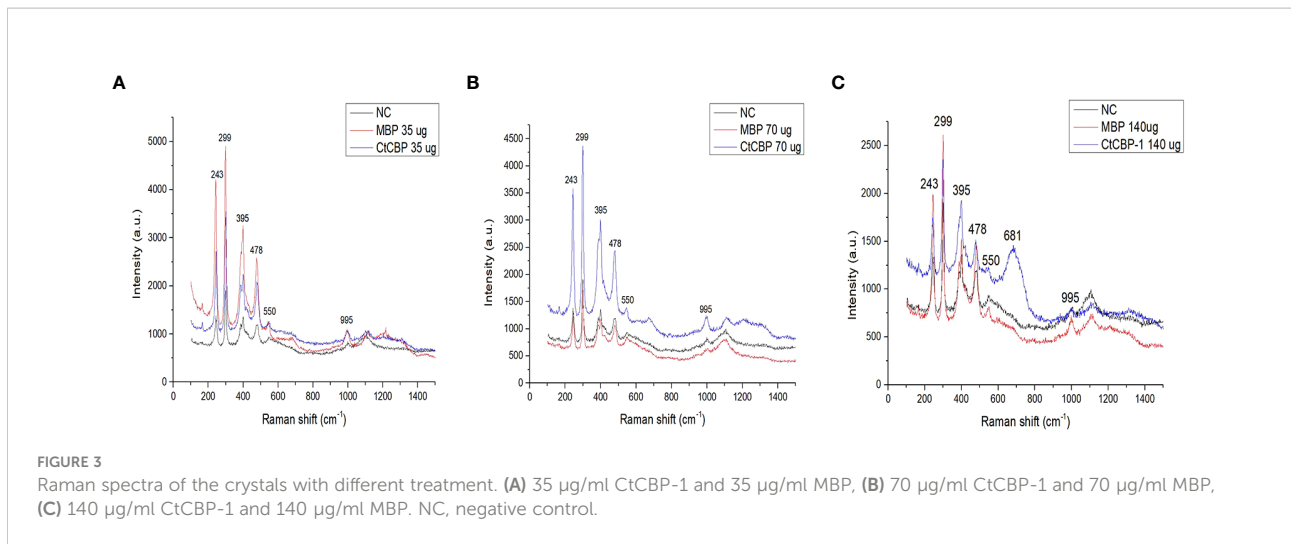 A
NC
MBP 35 ug
CtCBP 35 ug
299
243
395
478
550
995
5000
4000
3000
2000
1000
0
0 200 400 600 800 1000 1200 1400
Intensity (a.u.)
Raman shift (cm⁻¹)
B
NC
MBP 70 ug
CtCBP 70 ug
299
243
395
478
550
995
4500
4000
3500
3000
2500
2000
1500
1000
500
0
0 200 400 600 800 1000 1200 1400
Intensity (a.u.)
Raman shift (cm⁻¹)
C
NC
MBP 140ug
CtCBP-1 140 ug
299
243
395
478
681
550
995
2500
2000
1500
1000
500
0
0 200 400 600 800 1000 1200 1400
Intensity (a.u.)
Raman shift (cm⁻¹)
FIGURE 3
Raman spectra of the crystals with different treatment. (A) 35 µg/ml CtCBP-1 and 35 µg/ml MBP, (B) 70 µg/ml CtCBP-1 and 70 µg/ml MBP,
(C) 140 µg/ml CtCBP-1 and 140 µg/ml MBP. NC, negative control.